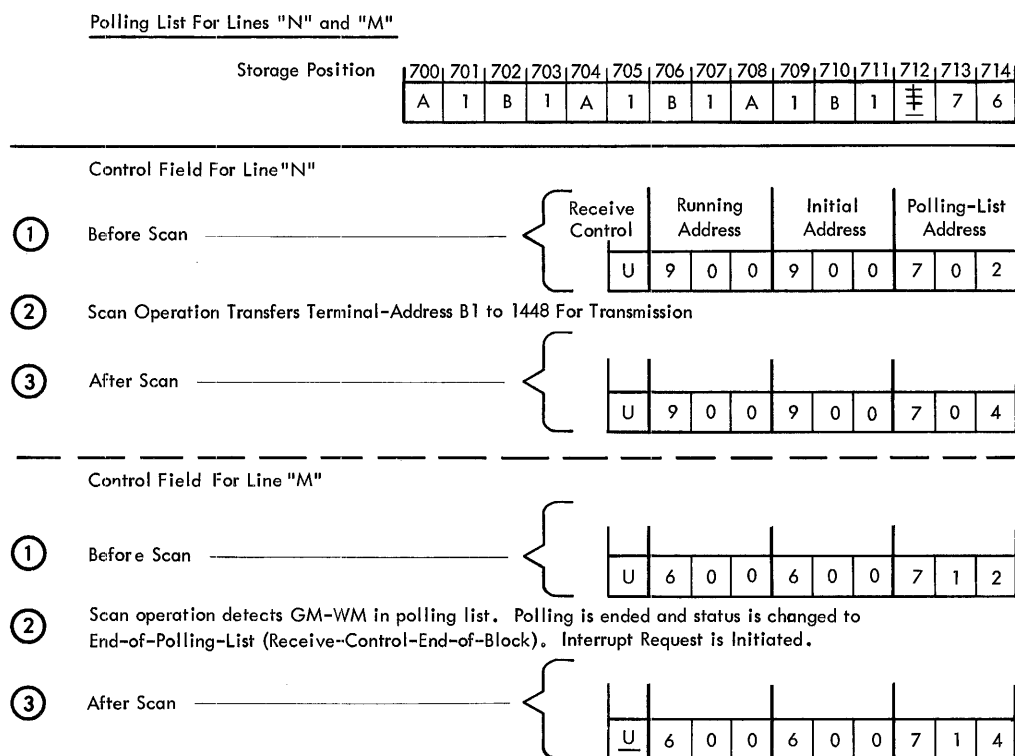 Polling List For Lines "N" and "M"
Storage Position 700 701 702 703 704 705 706 707 708 709 710 711 712 713 714
A 1 B 1 A 1 B 1 A 1 B 1 ⧧ 7 6
Control Field For Line "N"
Receive Control Running Address Initial Address Polling-List Address
1 Before Scan
U 9 0 0 9 0 0 7 0 2
2 Scan Operation Transfers Terminal-Address B1 to 1448 For Transmission
3 After Scan
U 9 0 0 9 0 0 7 0 4
Control Field For Line "M"
1 Before Scan
U 6 0 0 6 0 0 7 1 2
2 Scan operation detects GM-WM in polling list. Polling is ended and status is changed to
End-of-Polling-List (Receive-Control-End-of-Block). Interrupt Request is Initiated.
3 After Scan
U 6 0 0 6 0 0 7 1 4